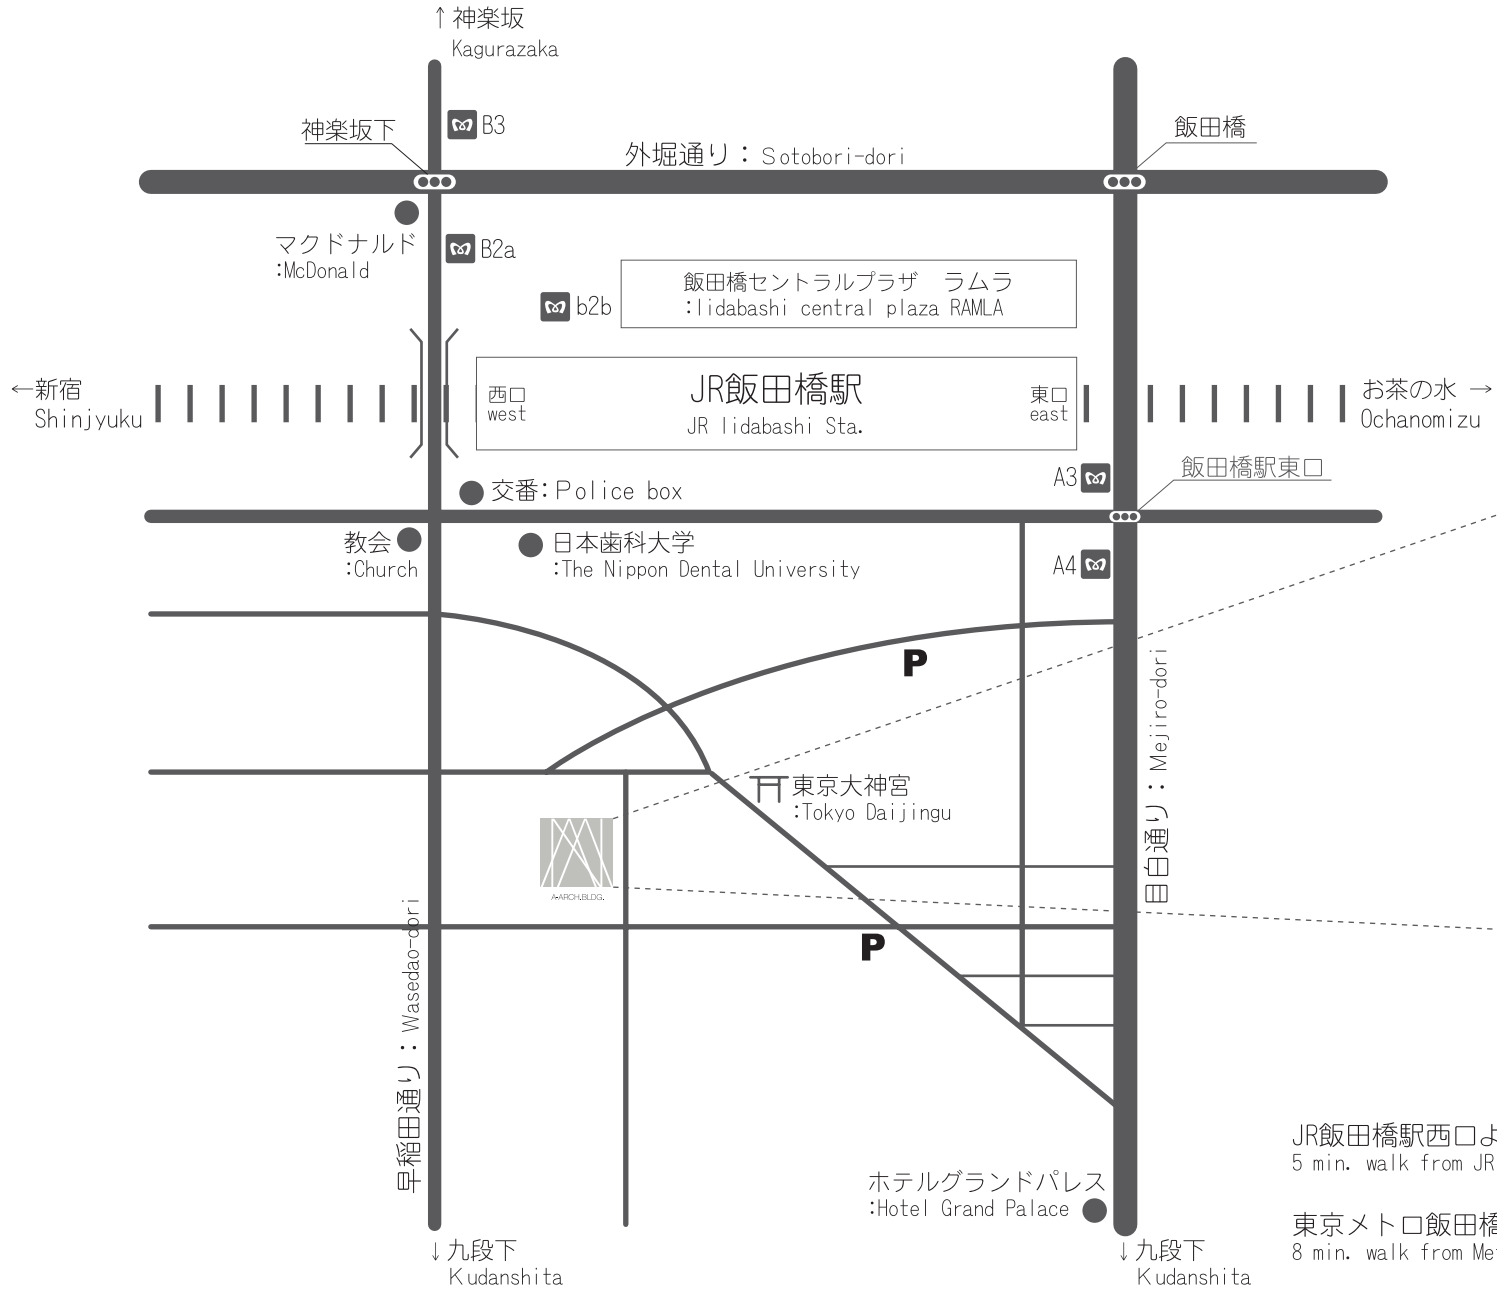 ↑神楽坂
Kagurazaka
B3
神楽坂下
飯田橋
外堀通り：Sotobori-dori
マクドナルド
:McDonald
B2a
飯田橋セントラルプラザ　ラムラ
:Iidabashi central plaza RAMLA
b2b
←新宿
Shinjyuku
西口
west
JR飯田橋駅
JR Iidabashi Sta.
東口
east
お茶の水→
Ochanomizu
A3
飯田橋駅東口
交番：Police box
教会
:Church
日本歯科大学
:The Nippon Dental University
A4
P
目白通り：Mejiro-dori
東京大神宮
:Tokyo Daijingu
A-ARCH.BLDG.
P
早稲田通り：Wasedao-dori
JR飯田橋駅西口よ
5 min. walk from JR
ホテルグランドパレス
:Hotel Grand Palace
東京メトロ飯田橋
8 min. walk from Me
↓九段下
Kudanshita
↓九段下
Kudanshita